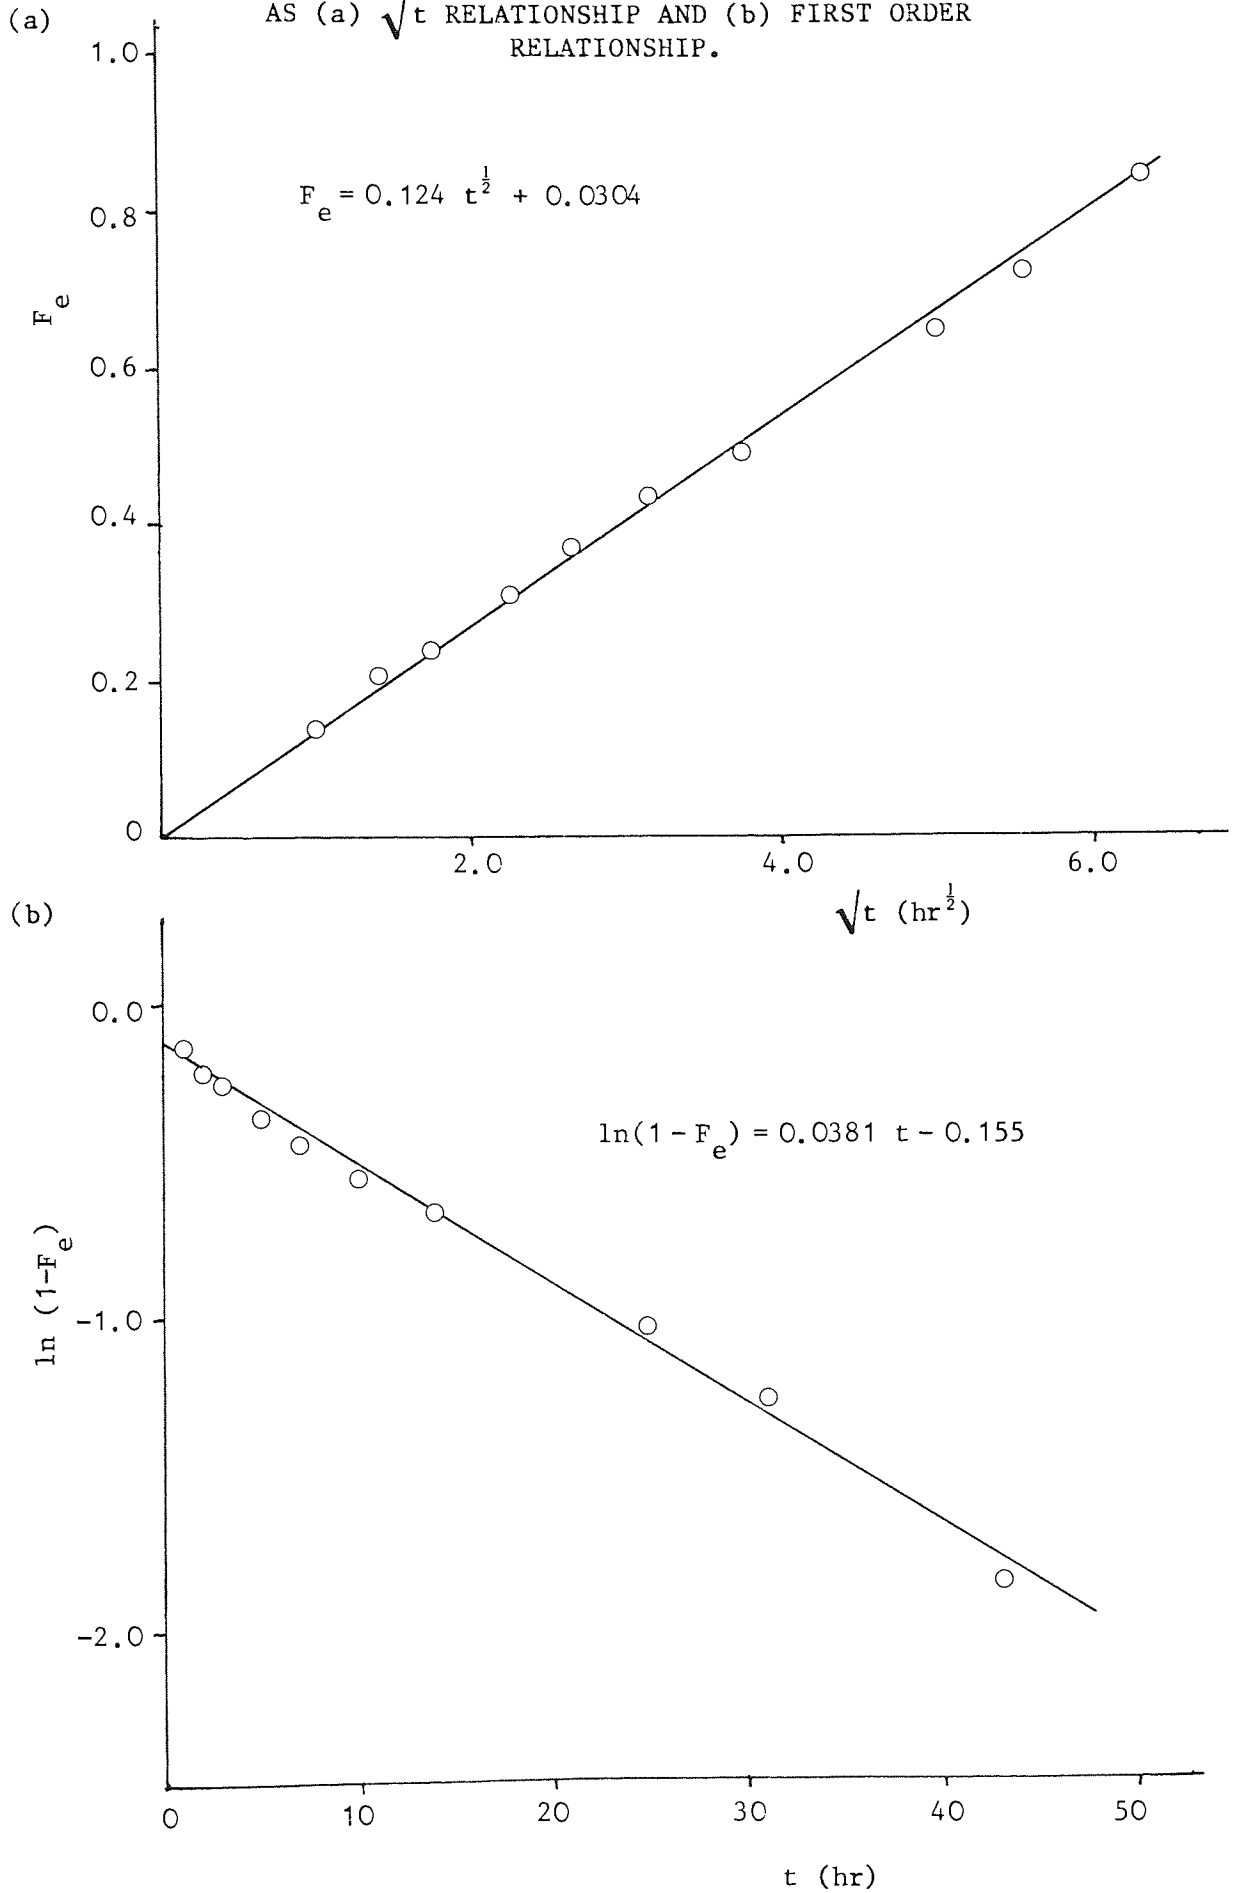 (a)
AS (a) √t RELATIONSHIP AND (b) FIRST ORDER
RELATIONSHIP.
1.0
F_e = 0.124 t^½ + 0.0304
0.8
F_e
0.6
0.4
0.2
0
2.0 4.0 6.0
√t (hr^½)
(b)
0.0
ln(1-F_e) = 0.0381 t - 0.155
ln (1-F_e)
-1.0
-2.0
0 10 20 30 40 50
t (hr)